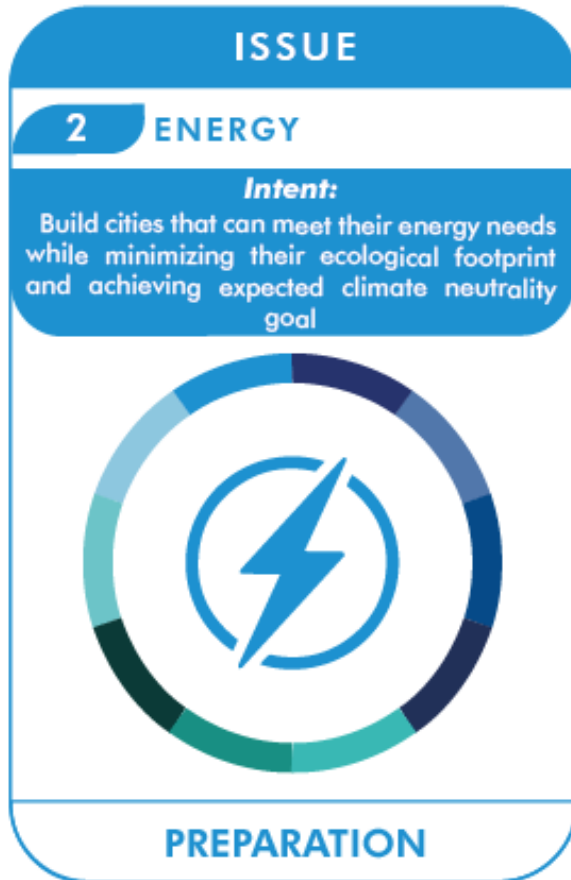 ISSUE
2 ENERGY
Intent:
Build cities that can meet their energy needs
while minimizing their ecological footprint
and achieving expected climate neutrality
goal
PREPARATION